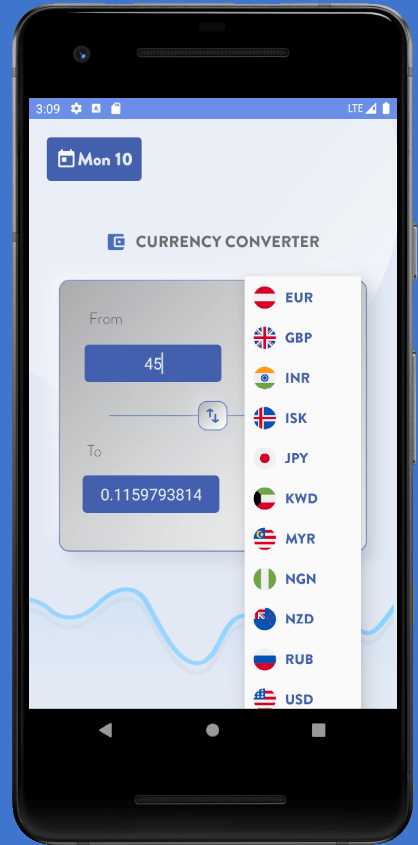 3:09
LTE
Mon 10
CURRENCY CONVERTER
From
45
To
0.1159793814
EUR
GBP
INR
ISK
JPY
KWD
MYR
NGN
NZD
RUB
USD